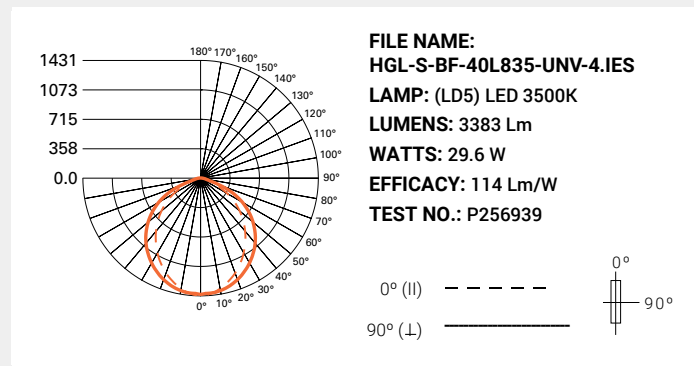 1431
1073
715
358
0.0
180° 170° 160°
150°
140°
130°
120°
110°
100°
90°
80°
70°
60°
50°
40°
30°
20°
10°
0°
FILE NAME:
HGL-S-BF-40L835-UNV-4.IES
LAMP: (LD5) LED 3500K
LUMENS: 3383 Lm
WATTS: 29.6 W
EFFICACY: 114 Lm/W
TEST NO.: P256939
0° (II)
90° (⊥)
0°
90°